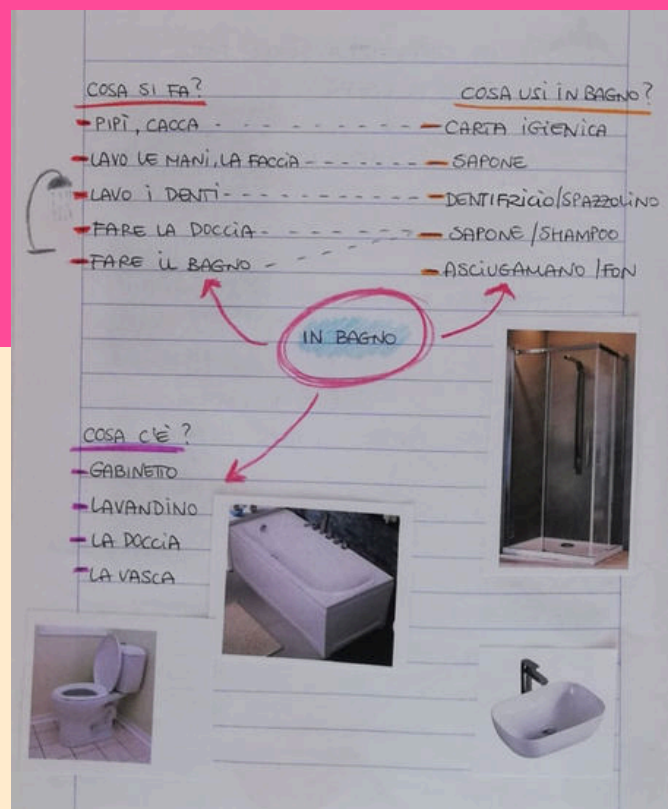 COSA SI FA?
- PIPÌ, CACCA
- LAVO LE MANI, LA FACCIA
- LAVO I DENTI
- FARE LA DOCCIA
- FARE IL BAGNO
COSA USI IN BAGNO?
- CARTA IGIENICA
- SAPONE
- DENTIFRICIO/SPAZZOLINO
- SAPONE/SHAMPOO
- ASCIUGAMANO/FON
IN BAGNO
COSA C'È?
- GABINETTO
- LAVANDINO
- LA DOCCIA
- LA VASCA